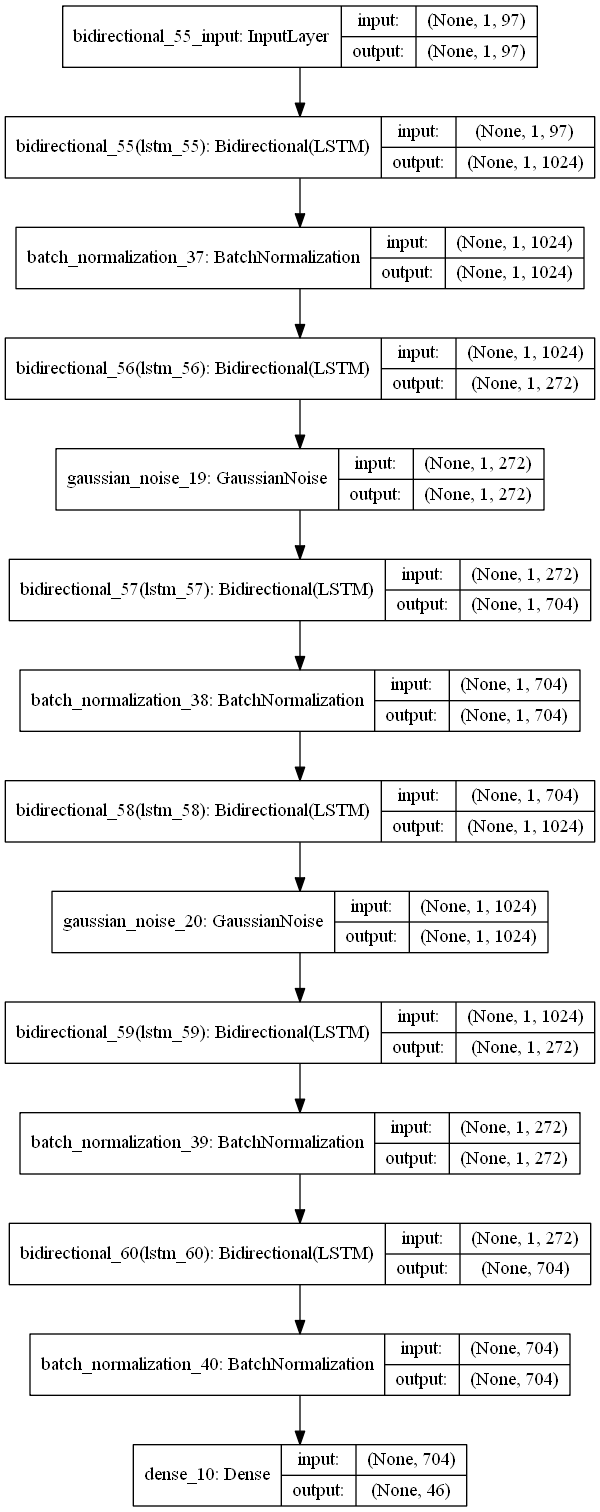 bidirectional_55_input: InputLayer
input: (None, 1, 97)
output: (None, 1, 97)
bidirectional_55(lstm_55): Bidirectional(LSTM)
input: (None, 1, 97)
output: (None, 1, 1024)
batch_normalization_37: BatchNormalization
input: (None, 1, 1024)
output: (None, 1, 1024)
bidirectional_56(lstm_56): Bidirectional(LSTM)
input: (None, 1, 1024)
output: (None, 1, 272)
gaussian_noise_19: GaussianNoise
input: (None, 1, 272)
output: (None, 1, 272)
bidirectional_57(lstm_57): Bidirectional(LSTM)
input: (None, 1, 272)
output: (None, 1, 704)
batch_normalization_38: BatchNormalization
input: (None, 1, 704)
output: (None, 1, 704)
bidirectional_58(lstm_58): Bidirectional(LSTM)
input: (None, 1, 704)
output: (None, 1, 1024)
gaussian_noise_20: GaussianNoise
input: (None, 1, 1024)
output: (None, 1, 1024)
bidirectional_59(lstm_59): Bidirectional(LSTM)
input: (None, 1, 1024)
output: (None, 1, 272)
batch_normalization_39: BatchNormalization
input: (None, 1, 272)
output: (None, 1, 272)
bidirectional_60(lstm_60): Bidirectional(LSTM)
input: (None, 1, 272)
output: (None, 704)
batch_normalization_40: BatchNormalization
input: (None, 704)
output: (None, 704)
dense_10: Dense
input: (None, 704)
output: (None, 46)